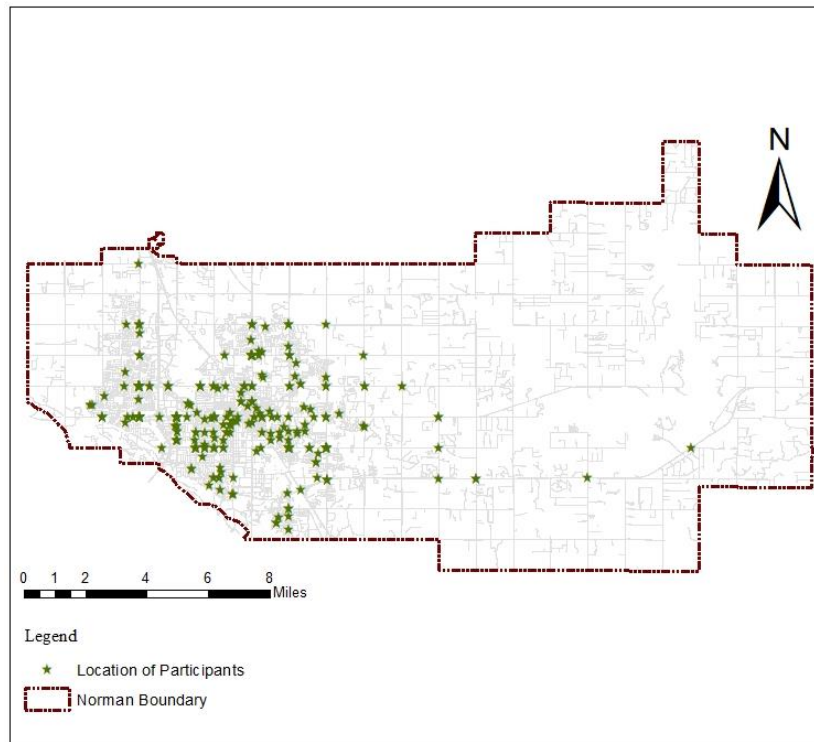 N
0 1 2 4 6 8
Miles
Legend
Location of Participants
Norman Boundary